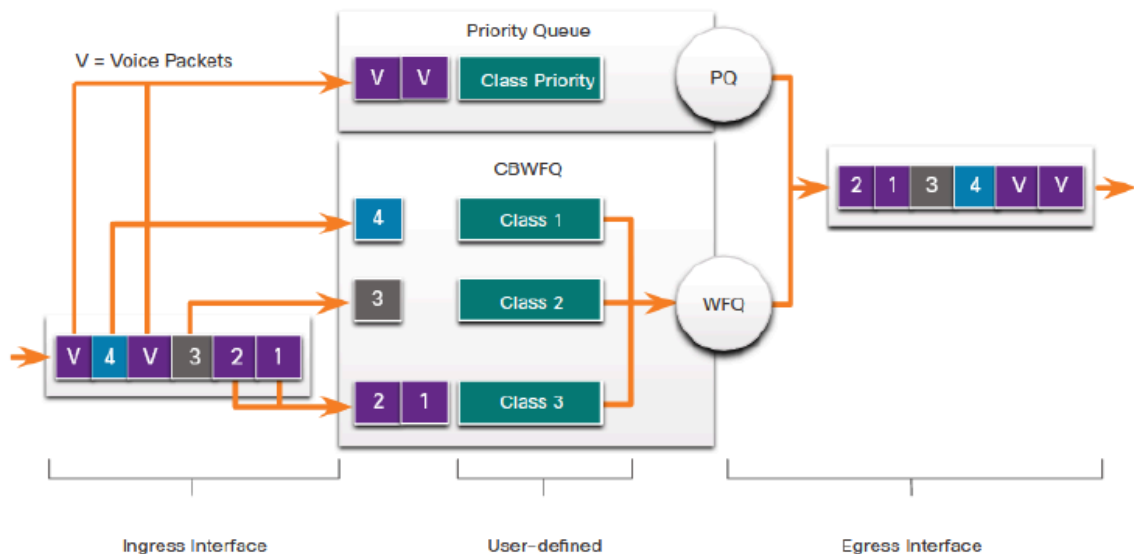 Priority Queue
V = Voice Packets
V V Class Priority
PQ
CBWFQ
2 1 3 4 V V
4 Class 1
3 Class 2
WFQ
V 4 V 3 2 1
2 1 Class 3
Ingress Interface
User-defined
Egress Interface